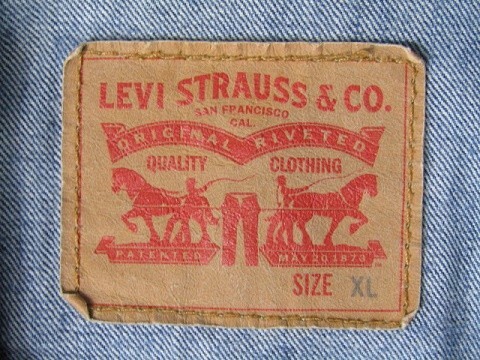 LEVI STRAUSS & CO.
SAN FRANCISCO
CAL.
ORIGINAL RIVETED
QUALITY CLOTHING
PATENTED MAY 20 1873
SIZE XL